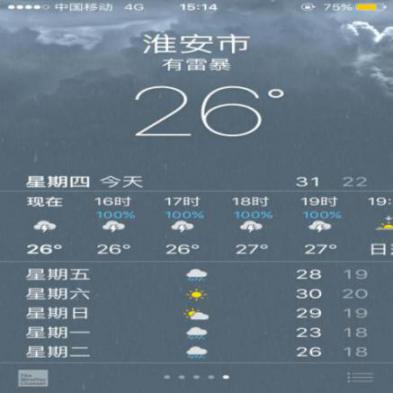 中国移动 4G 15:14 75%
淮安市
有雷暴
26°
星期四 今天 31 22
现在 16时 17时 18时 19时 19:
100% 100% 100% 100%
26° 26° 26° 27° 27° 日
星期五 28 19
星期六 30 20
星期日 29 19
星期一 23 18
星期二 26 18